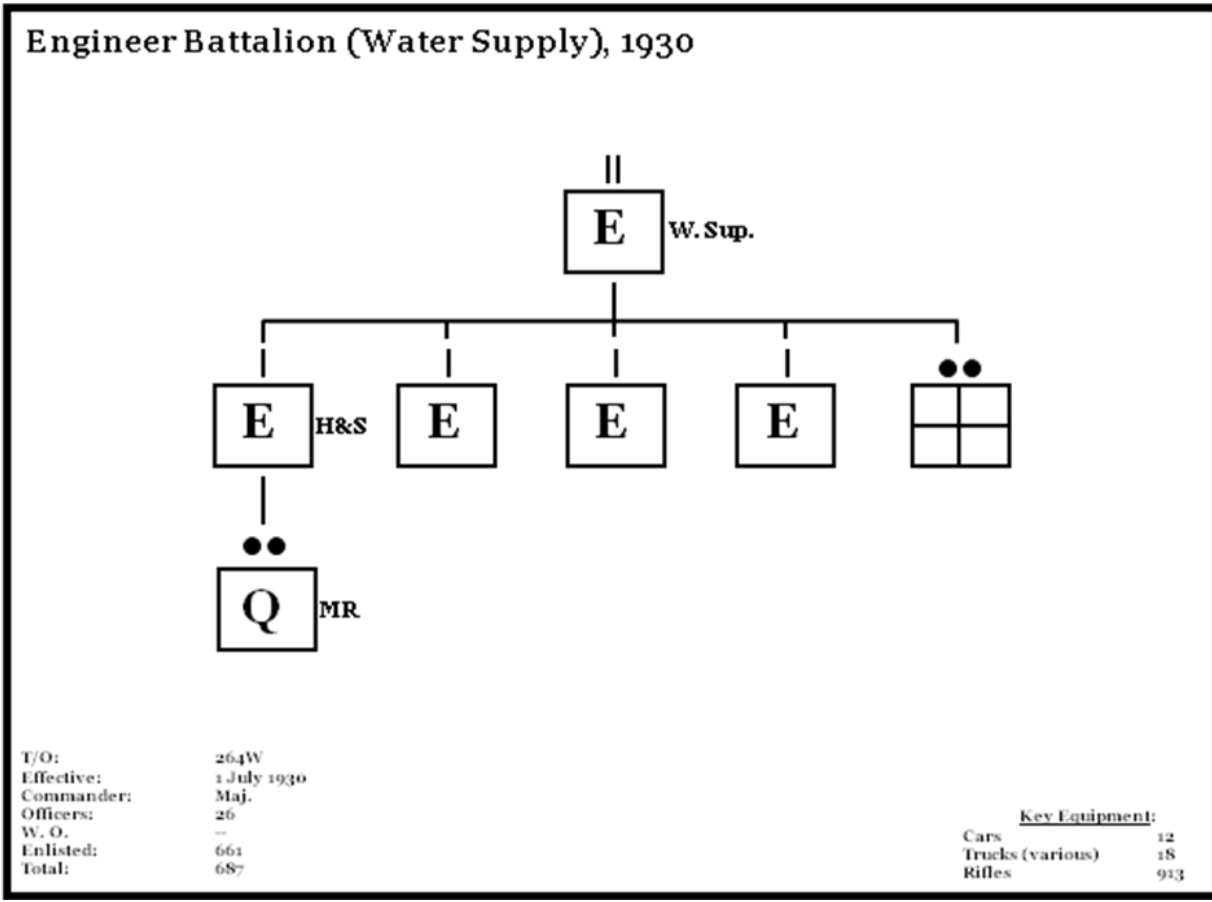 Engineer Battalion (Water Supply), 1930
E W. Sup.
E H&S E E E
Q MR
T/O: 264W
Effective: 1 July 1930
Commander: Maj.
Officers: 26
W. O. --
Enlisted: 661
Total: 687
Key Equipment:
Cars 12
Trucks (various) 18
Rifles 913